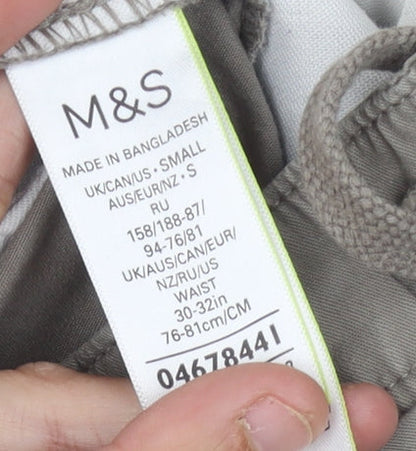 M&S
MADE IN BANGLADESH
UK/CAN/US • SMALL
AUS/EUR/NZ • S
RU
158/188-87/
94-76/81
UK/AUS/CAN/EUR/
NZ/RU/US
WAIST
30-32in
76-81cm/CM
04678441